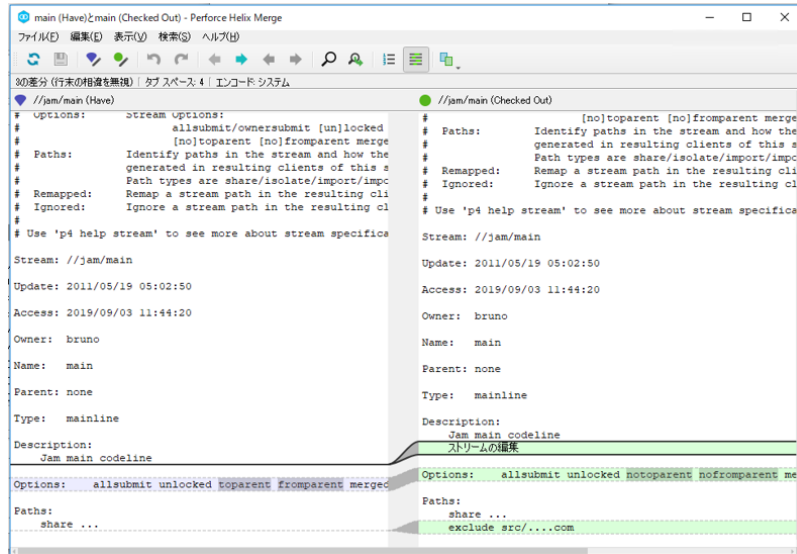 main (Have)とmain (Checked Out) - Perforce Helix Merge
ファイル(F) 編集(E) 表示(V) 検索(S) ヘルプ(H)
3の差分 (行末の相違を無視) タブ スペース: 4 エンコード: システム
//jam/main (Have)
# Options: Stream Options:
# allsubmit/ownersubmit [un]locked
# [no]toparent [no]fromparent merge
# Paths: Identify paths in the stream and how the
# generated in resulting clients of this s
# Path types are share/isolate/import/impo
# Remapped: Remap a stream path in the resulting cli
# Ignored: Ignore a stream path in the resulting cl
#
# Use 'p4 help stream' to see more about stream specifica
Stream: //jam/main
Update: 2011/05/19 05:02:50
Access: 2019/09/03 11:44:20
Owner: bruno
Name: main
Parent: none
Type: mainline
Description:
Jam main codeline
Options: allsubmit unlocked toparent fromparent merged
Paths:
share ...
//jam/main (Checked Out)
# [no]toparent [no]fromparent merge
# Paths: Identify paths in the stream and how the
# generated in resulting clients of this s
# Path types are share/isolate/import/impo
# Remapped: Remap a stream path in the resulting cli
# Ignored: Ignore a stream path in the resulting cl
#
# Use 'p4 help stream' to see more about stream specifica
Stream: //jam/main
Update: 2011/05/19 05:02:50
Access: 2019/09/03 11:44:20
Owner: bruno
Name: main
Parent: none
Type: mainline
Description:
Jam main codeline
ストリームの編集
Options: allsubmit unlocked notoparent nofromparent me
Paths:
share ...
exclude src/....com